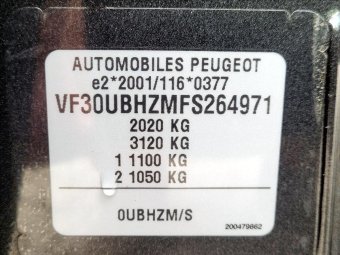 AUTOMOBILES PEUGEOT
e2*2001/116*0377
VF30UBHZMFS264971
2020 KG
3120 KG
1 1100 KG
2 1050 KG
0UBHZM/S
200479862